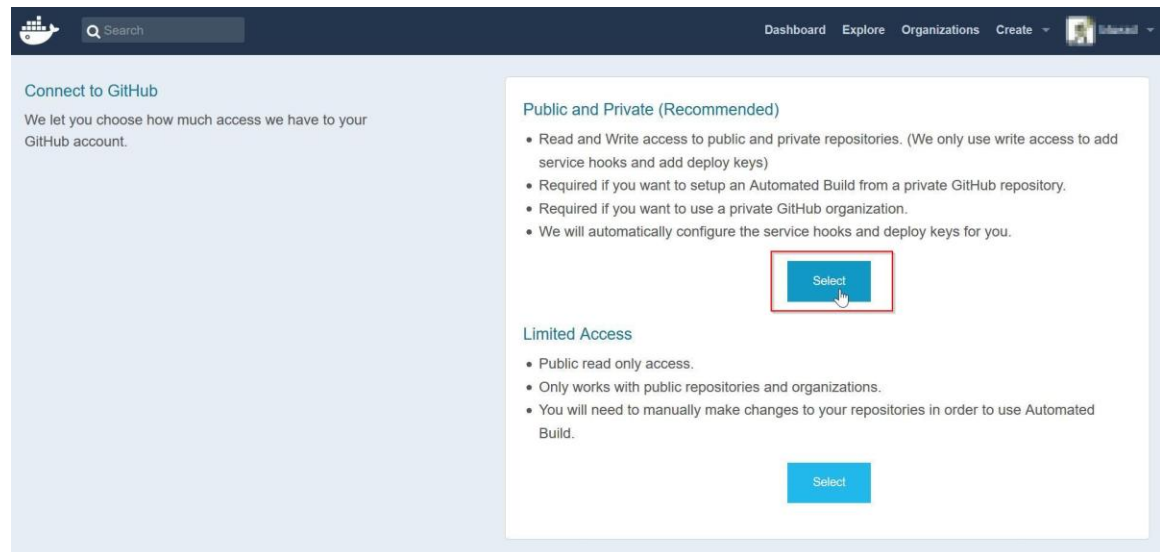 Search
Dashboard Explore Organizations Create
Connect to GitHub
We let you choose how much access we have to your
GitHub account.
Public and Private (Recommended)
• Read and Write access to public and private repositories. (We only use write access to add
service hooks and add deploy keys)
• Required if you want to setup an Automated Build from a private GitHub repository.
• Required if you want to use a private GitHub organization.
• We will automatically configure the service hooks and deploy keys for you.
Select
Limited Access
• Public read only access.
• Only works with public repositories and organizations.
• You will need to manually make changes to your repositories in order to use Automated
Build.
Select